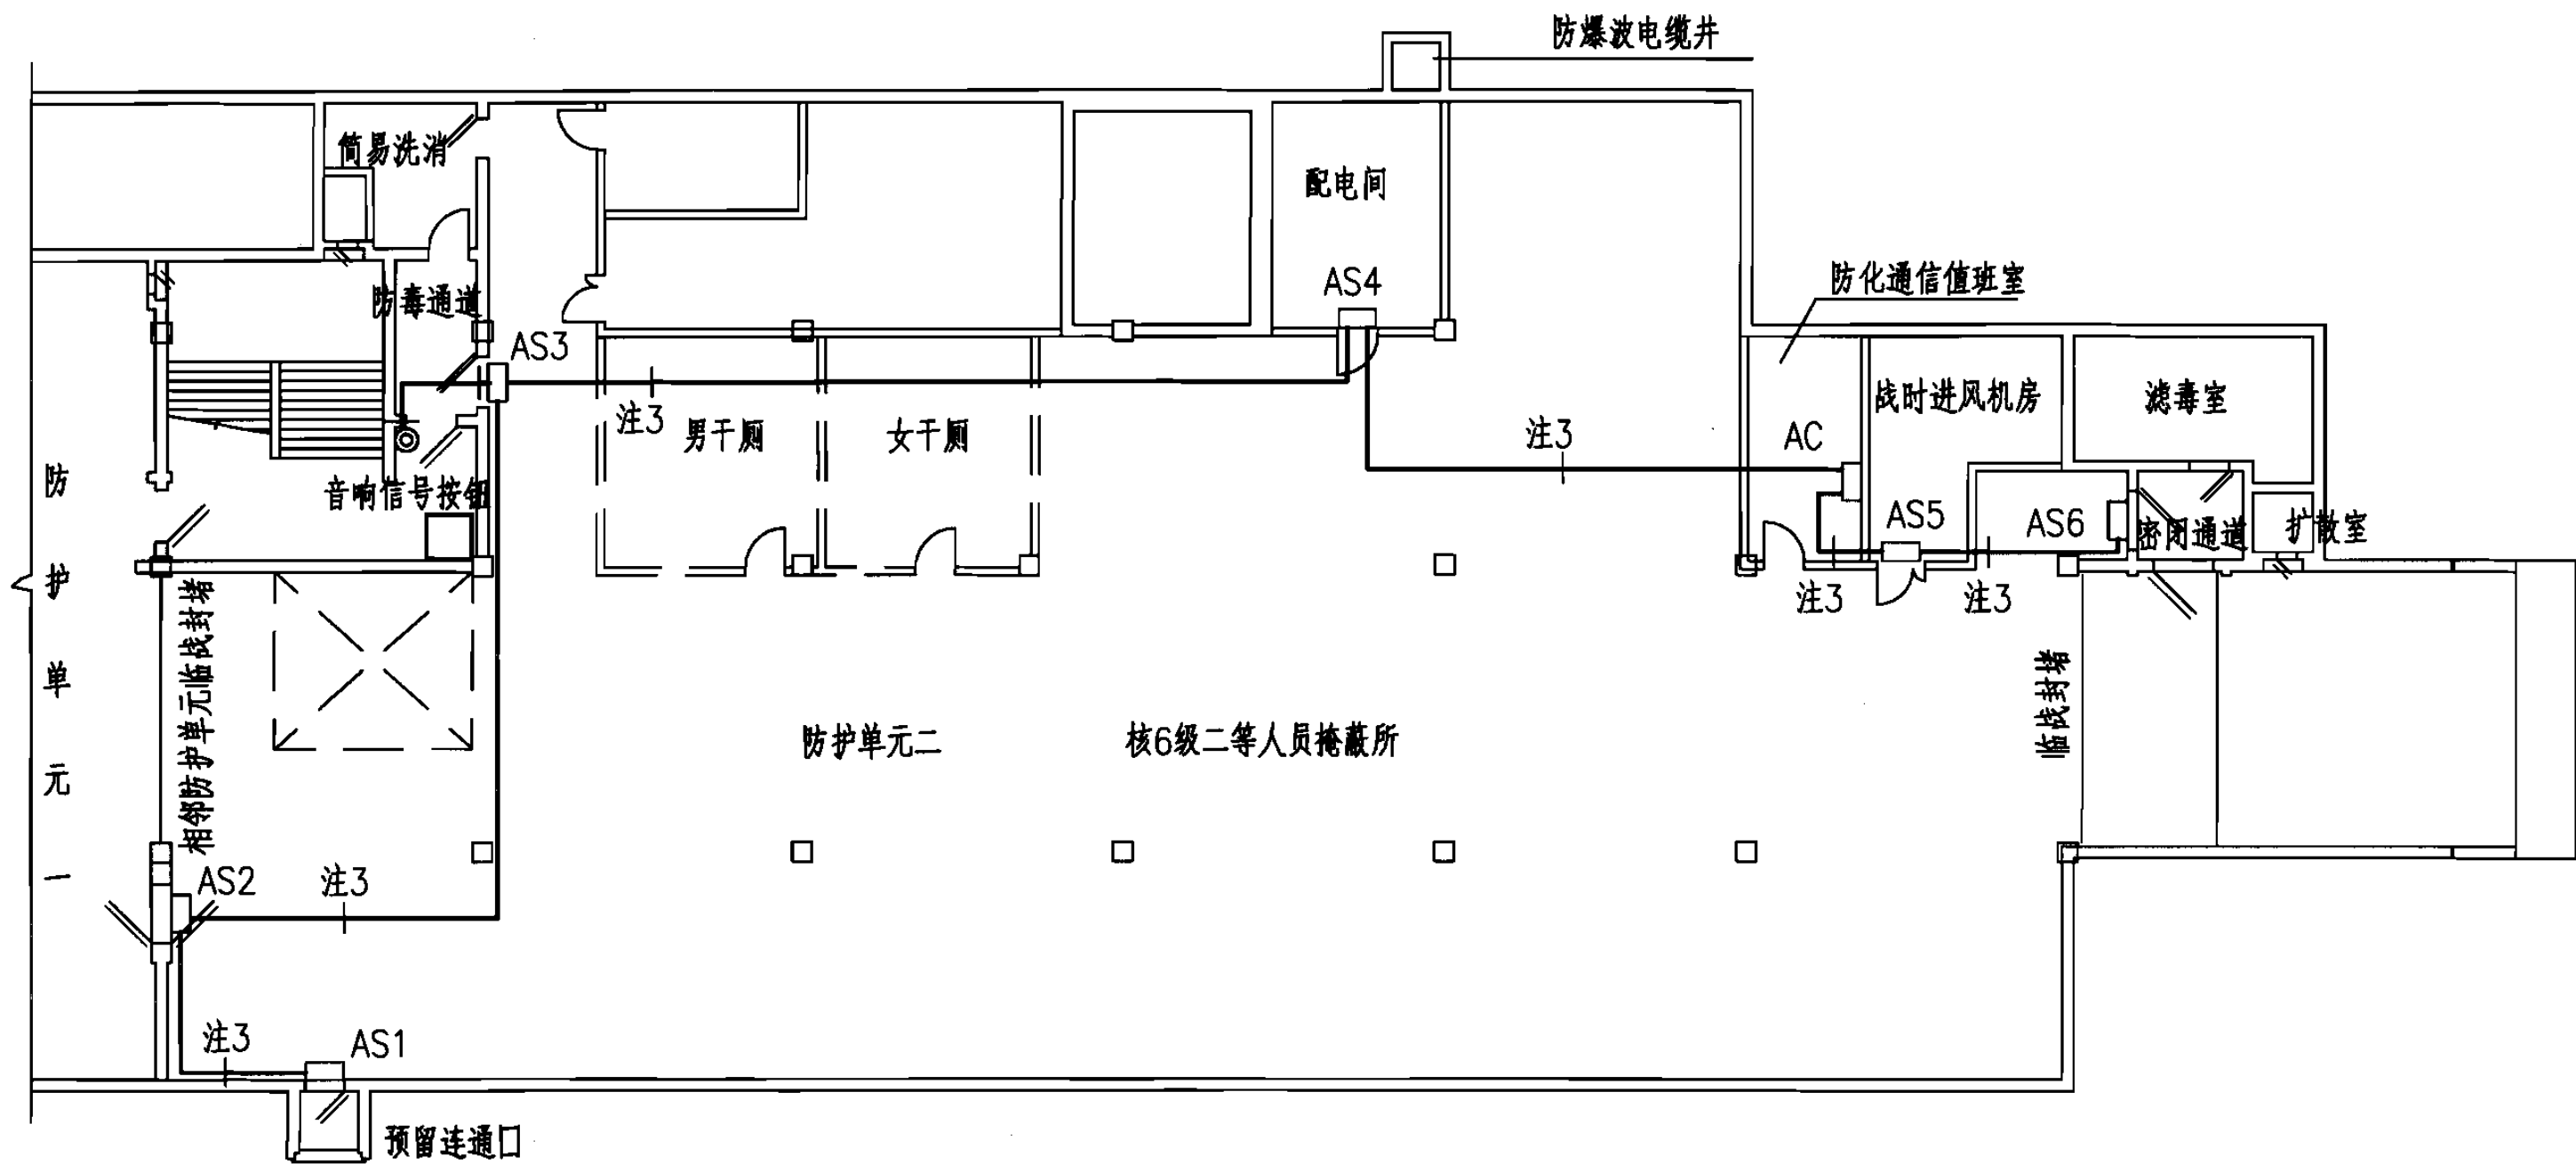 防爆波电缆井
简易洗消
配电间
防化通信值班室
AS4
防毒通道
AS3
战时进风机房
滤毒室
注3
男干厕
女干厕
注3
AC
防护单元一
音响信号按钮
AS5
AS6
密闭通道
扩散室
相邻防护单元临战封堵
注3
注3
临战封堵
防护单元二
核6级二等人员掩蔽所
AS2
注3
注3
AS1
预留连通口